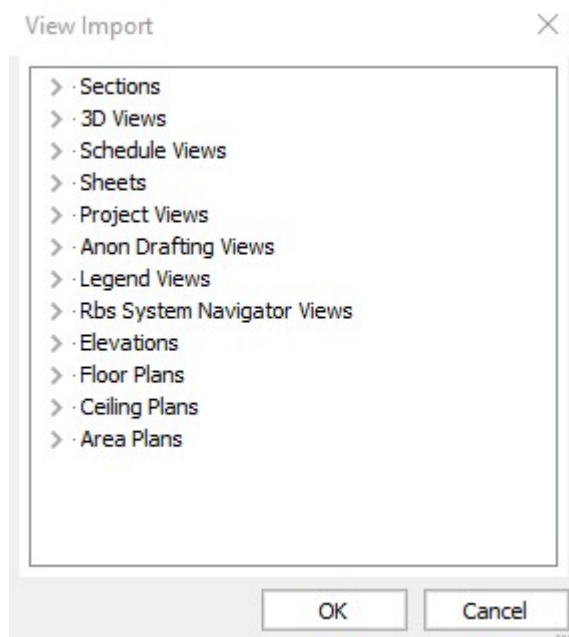 View Import
Sections
3D Views
Schedule Views
Sheets
Project Views
Anon Drafting Views
Legend Views
Rbs System Navigator Views
Elevations
Floor Plans
Ceiling Plans
Area Plans
OK Cancel